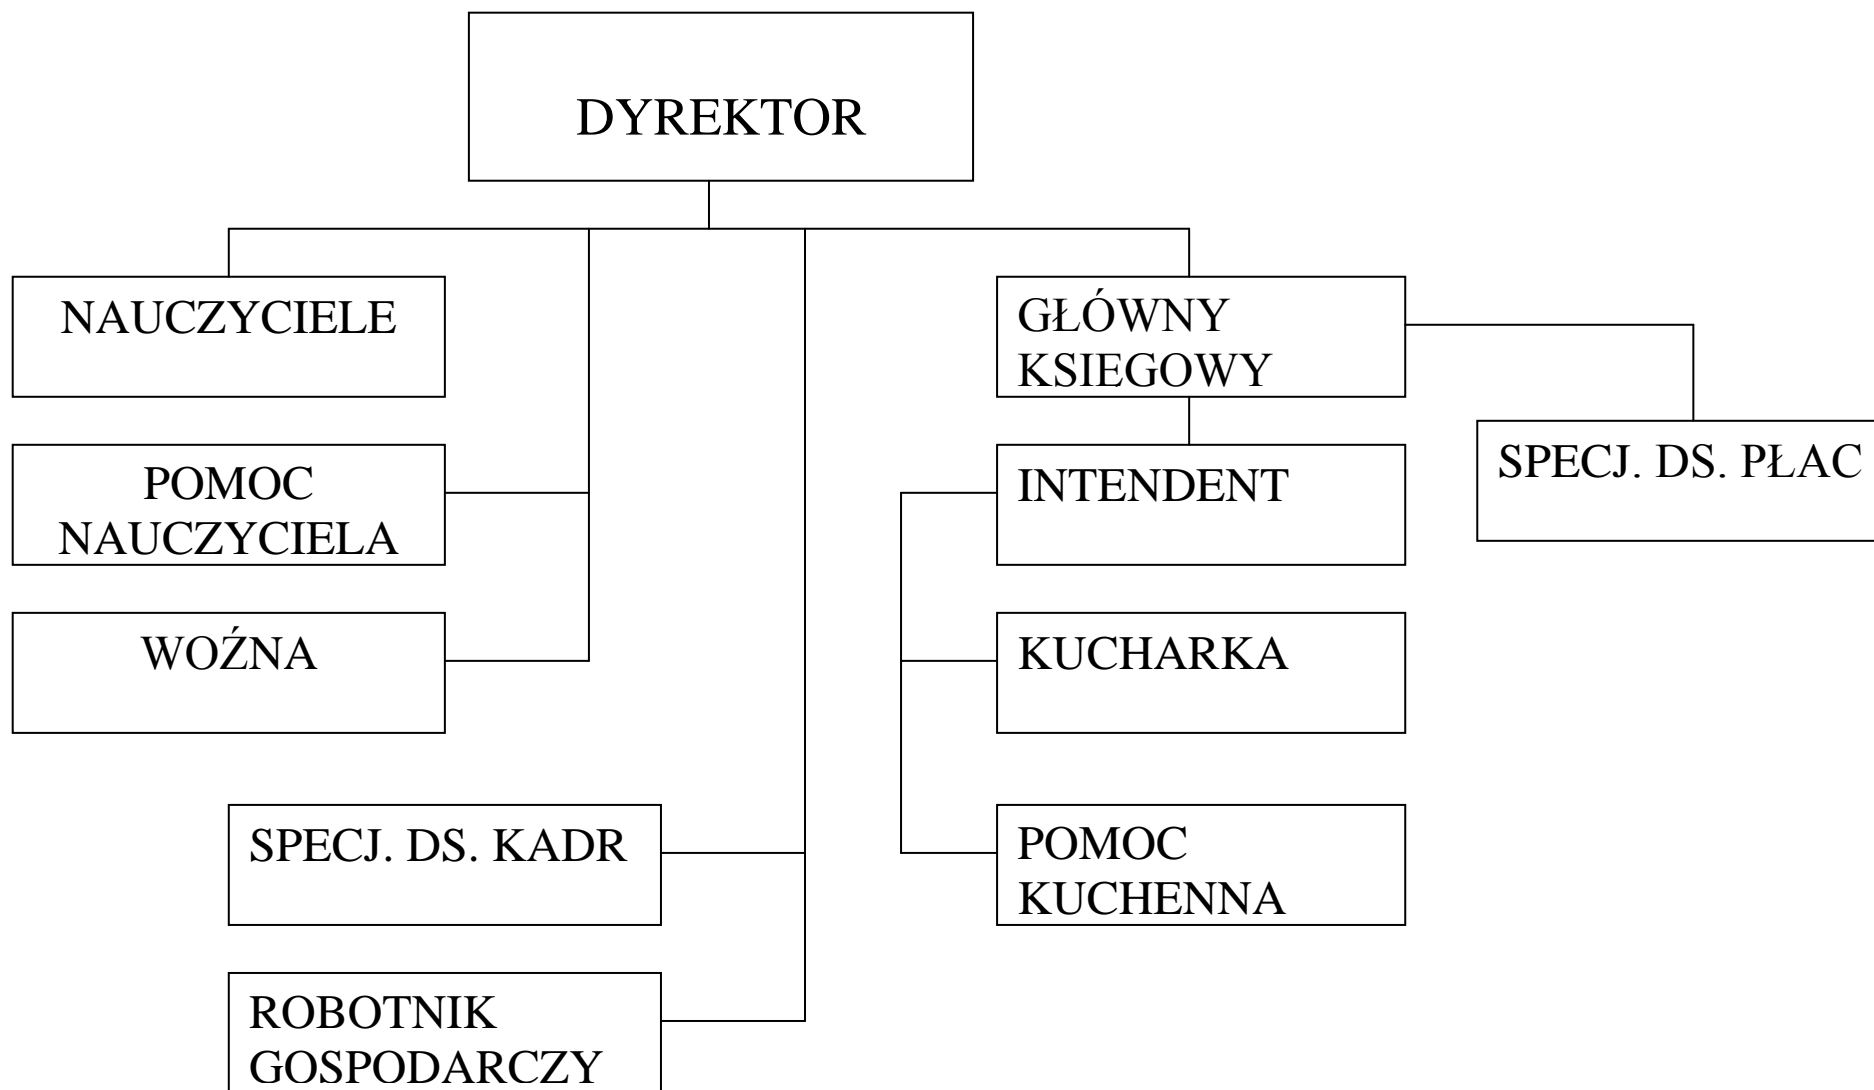 DYREKTOR
NAUCZYCIELE
GŁÓWNY
KSIEGOWY
POMOC
NAUCZYCIELA
INTENDENT
SPECJ. DS. PŁAC
WOŹNA
KUCHARKA
SPECJ. DS. KADR
POMOC
KUCHENNA
ROBOTNIK
GOSPODARCZY